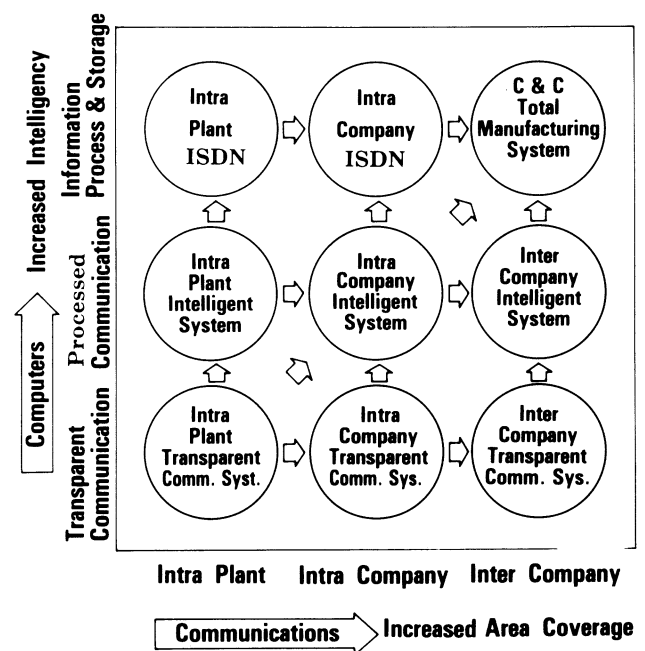 Increased Intelligency
Computers
Information
Process & Storage
Processed
Communication
Transparent
Communication
Intra
Plant
ISDN
Intra
Company
ISDN
C & C
Total
Manufacturing
System
Intra
Plant
Intelligent
System
Intra
Company
Intelligent
System
Inter
Company
Intelligent
System
Intra
Plant
Transparent
Comm. Syst.
Intra
Company
Transparent
Comm. Sys.
Inter
Company
Transparent
Comm. Sys.
Intra Plant
Intra Company
Inter Company
Communications
Increased Area Coverage